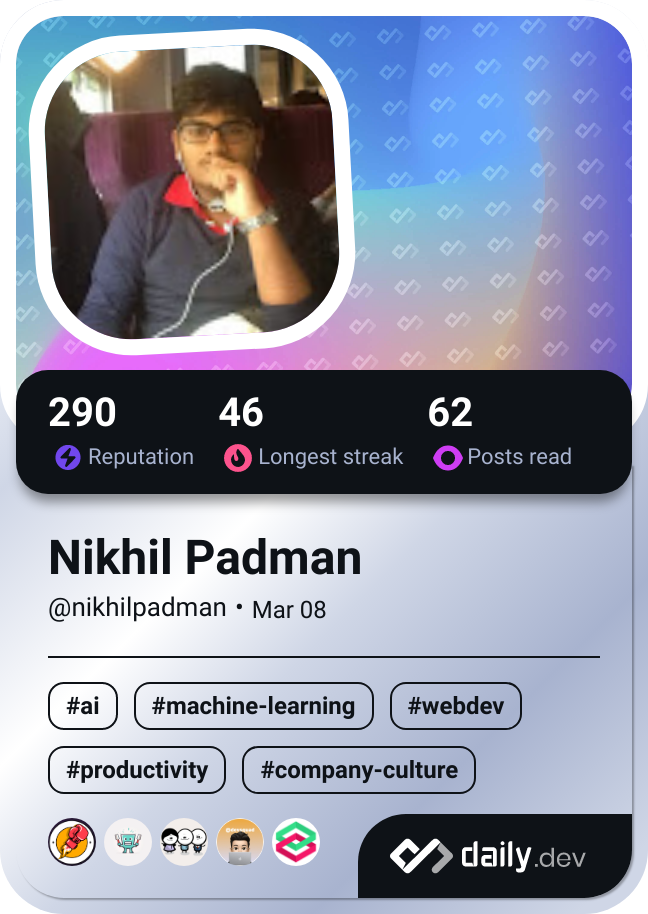 290 46 62
Reputation Longest streak Posts read
Nikhil Padman
@nikhilpadman • Mar 08
#ai #machine-learning #webdev
#productivity #company-culture
daily.dev